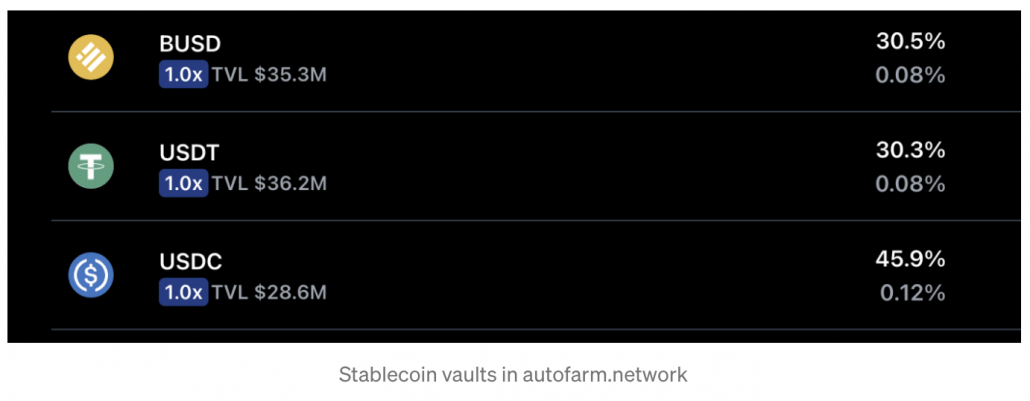 BUSD 30.5%
1.0x TVL $35.3M 0.08%
USDT 30.3%
1.0x TVL $36.2M 0.08%
USDC 45.9%
1.0x TVL $28.6M 0.12%
Stablecoin vaults in autofarm.network